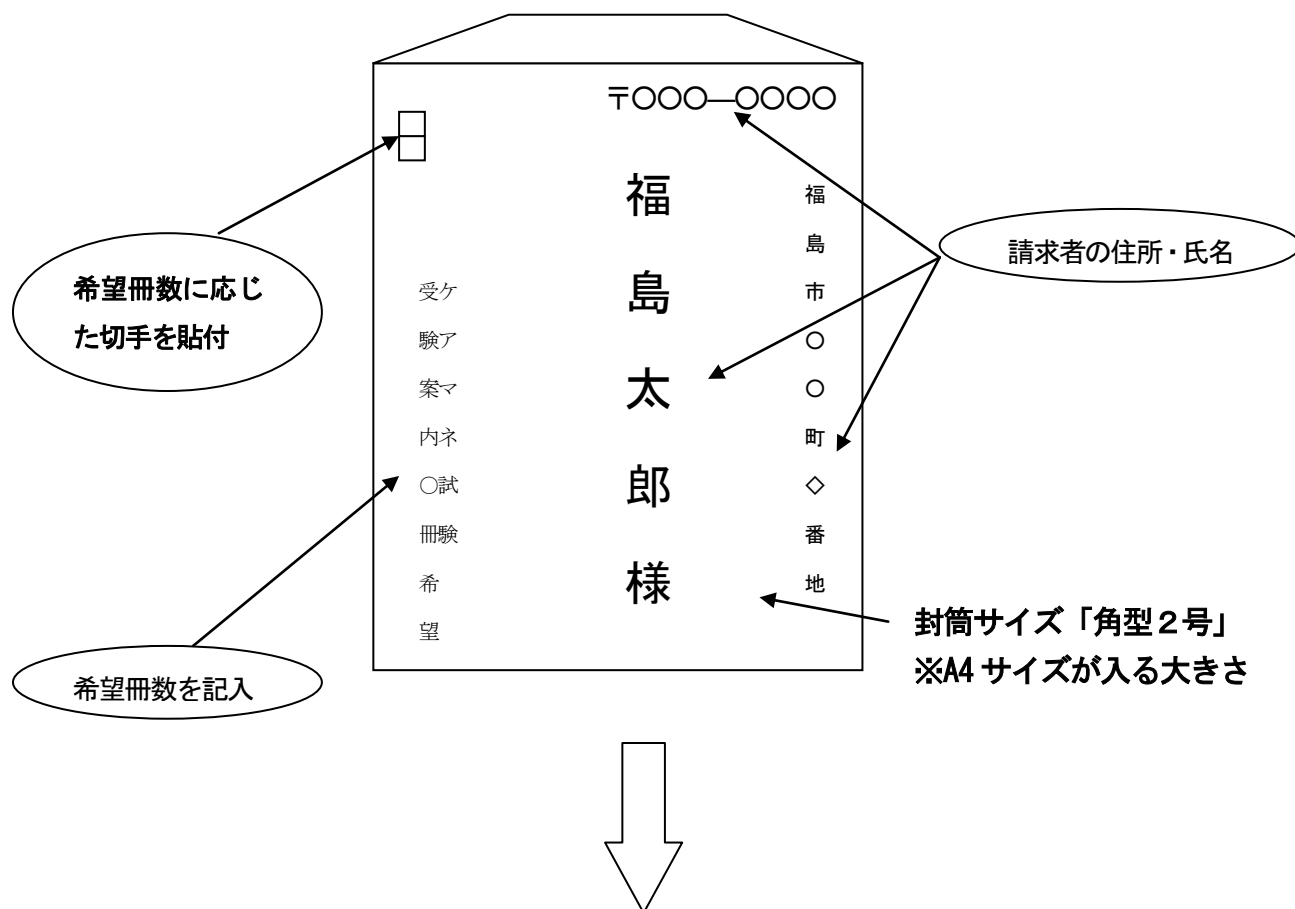 〒○○○―○○○○
福島市○○町◇番地
福島太郎様
ケアマネ試験
受験案内○冊希望
希望冊数に応じ
た切手を貼付
請求者の住所・氏名
希望冊数を記入
封筒サイズ「角型２号」
※A4サイズが入る大きさ